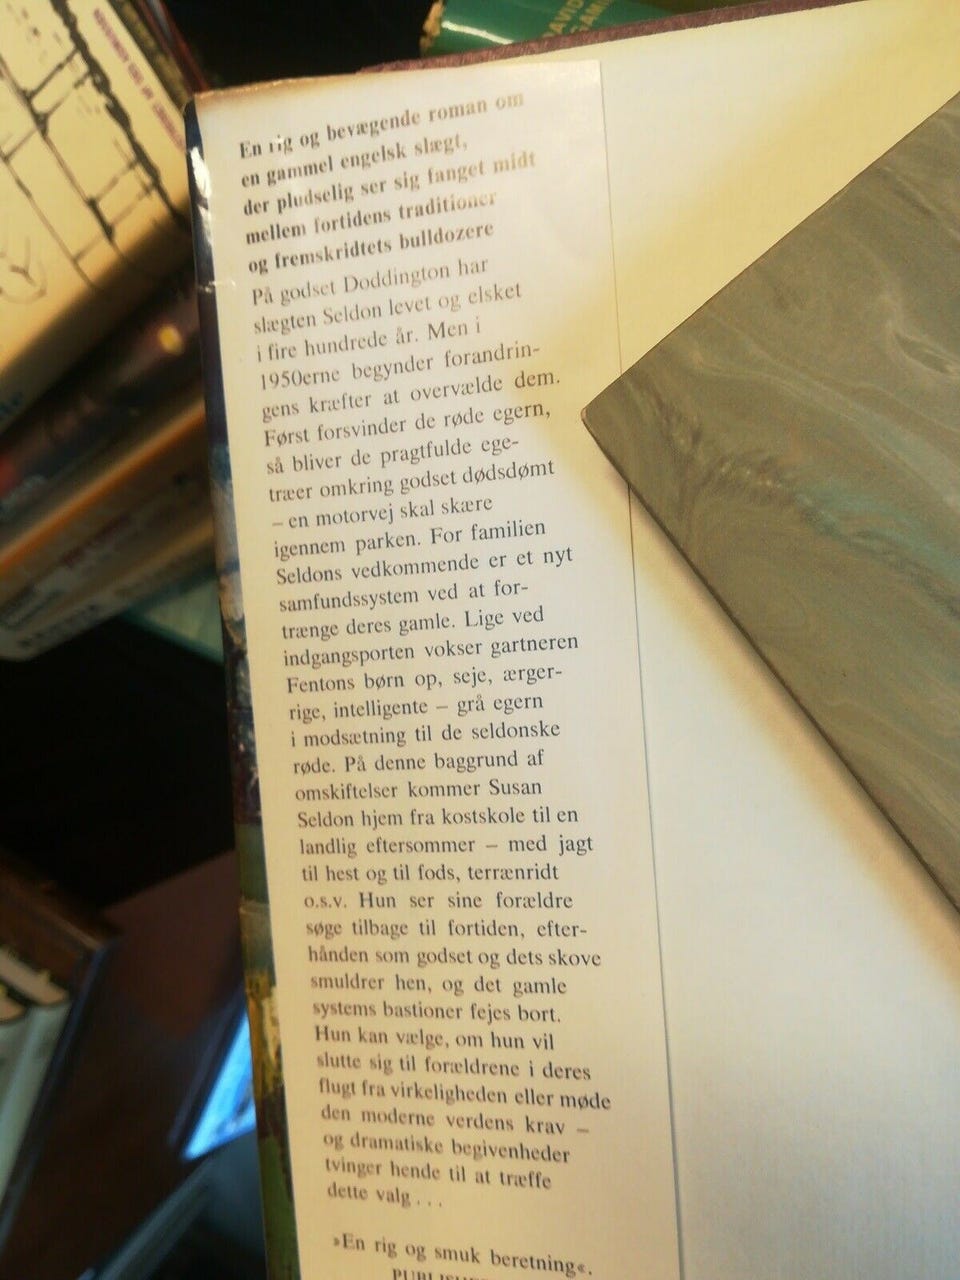 DAVID
GAM
En rig og bevægende roman om
en gammel engelsk slægt,
der pludselig ser sig fanget midt
mellem fortidens traditioner
og fremskridtets bulldozere
På godset Doddington har
slægten Seldon levet og elsket
i fire hundrede år. Men i
1950erne begynder forandrin-
gens kræfter at overvælde dem.
Først forsvinder de røde egern,
så bliver de pragtfulde ege-
træer omkring godset dødsdømt
– en motorvej skal skære
igennem parken. For familien
Seldons vedkommende er et nyt
samfundssystem ved at for-
trænge deres gamle. Lige ved
indgangsporten vokser gartneren
Fentons børn op, seje, ærger-
rige, intelligente – grå egern
i modsætning til de seldonske
røde. På denne baggrund af
omskiftelser kommer Susan
Seldon hjem fra kostskole til en
landlig eftersommer – med jagt
til hest og til fods, terrænridt
o.s.v. Hun ser sine forældre
søge tilbage til fortiden, efter-
hånden som godset og dets skove
smuldrer hen, og det gamle
systems bastioner fejes bort.
Hun kan vælge, om hun vil
slutte sig til forældrene i deres
flugt fra virkeligheden eller møde
den moderne verdens krav –
og dramatiske begivenheder
tvinger hende til at træffe
dette valg . . .
»En rig og smuk beretning«.